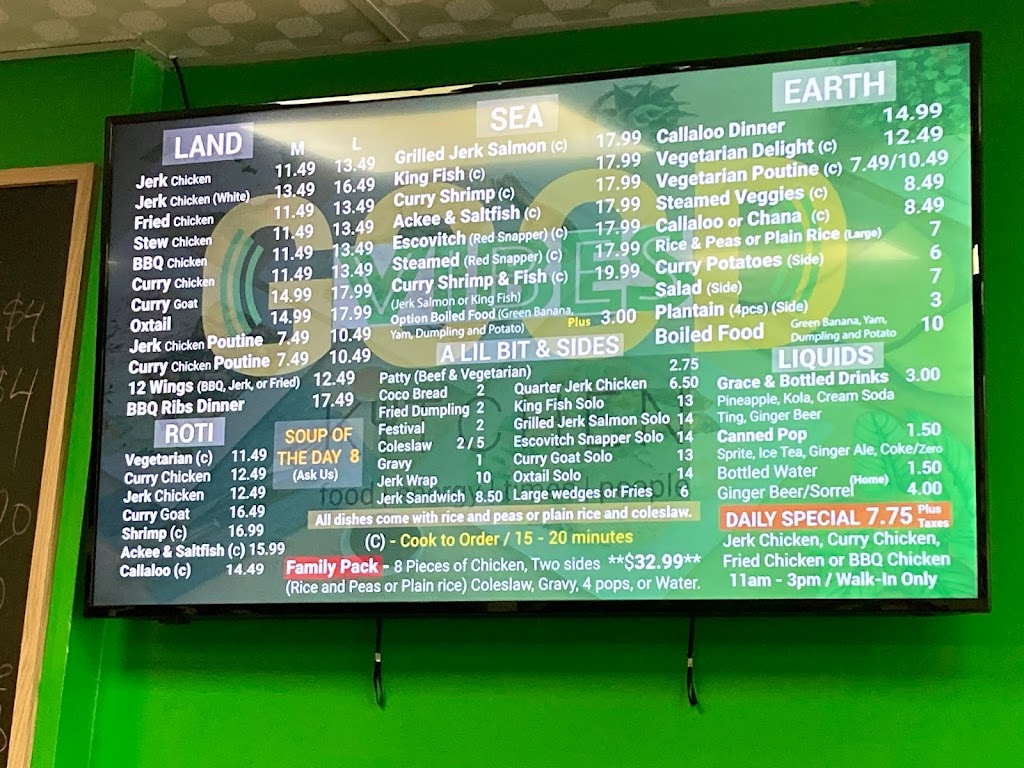 LAND
M L
Jerk Chicken 11.49 13.49
Jerk Chicken (White) 13.49 16.49
Fried Chicken 11.49 13.49
Stew Chicken 11.49 13.49
BBQ Chicken 11.49 13.49
Curry Chicken 11.49 13.49
Curry Goat 14.99 17.99
Oxtail 14.99 17.99
Jerk Chicken Poutine 7.49 10.49
Curry Chicken Poutine 7.49 10.49
12 Wings (BBQ, Jerk, or Fried) 12.49
BBQ Ribs Dinner 17.49
ROTI
Vegetarian (c) 11.49
Curry Chicken 12.49
Jerk Chicken 12.49
Curry Goat 16.49
Shrimp (c) 16.99
Ackee & Saltfish (c) 15.99
Callaloo (c) 14.49
SOUP OF
THE DAY 8
(Ask Us)
SEA
Grilled Jerk Salmon (C) 17.99
King Fish (C) 17.99
Curry Shrimp (C) 17.99
Ackee & Saltfish (C) 17.99
Escovitch (Red Snapper) (C) 17.99
Steamed (Red Snapper) (C) 17.99
Curry Shrimp & Fish (C) 19.99
(Jerk Salmon or King Fish)
Option Boiled Food (Green Banana,
Yam, Dumpling and Potato) Plus 3.00
A LIL BIT & SIDES
Patty (Beef & Vegetarian) 2.75
Coco Bread 2
Fried Dumpling 2
Festival 2
Coleslaw 2 / 5
Gravy 1
Jerk Wrap 10
Jerk Sandwich 8.50
Quarter Jerk Chicken 6.50
King Fish Solo 13
Grilled Jerk Salmon Solo 14
Escovitch Snapper Solo 14
Curry Goat Solo 13
Oxtail Solo 14
Large wedges or Fries 6
All dishes come with rice and peas or plain rice and coleslaw.
(C) - Cook to Order / 15 - 20 minutes
Family Pack - 8 Pieces of Chicken, Two sides **$32.99**
(Rice and Peas or Plain rice) Coleslaw, Gravy, 4 pops, or Water.
EARTH
Callaloo Dinner 14.99
Vegetarian Delight (C) 12.49
Vegetarian Poutine (C) 7.49/10.49
Steamed Veggies (C) 8.49
Callaloo or Chana (C) 8.49
Rice & Peas or Plain Rice (Large) 7
Curry Potatoes (Side) 6
Salad (Side) 7
Plantain (4pcs) (Side) 3
Boiled Food Green Banana, Yam, Dumpling and Potato 10
LIQUIDS
Grace & Bottled Drinks 3.00
Pineapple, Kola, Cream Soda
Ting, Ginger Beer
Canned Pop 1.50
Sprite, Ice Tea, Ginger Ale, Coke/Zero
Bottled Water 1.50
Ginger Beer/Sorrel (Home) 4.00
DAILY SPECIAL 7.75 Plus Taxes
Jerk Chicken, Curry Chicken,
Fried Chicken or BBQ Chicken
11am - 3pm / Walk-In Only
GOOD
VIBES
KITCHEN
$4